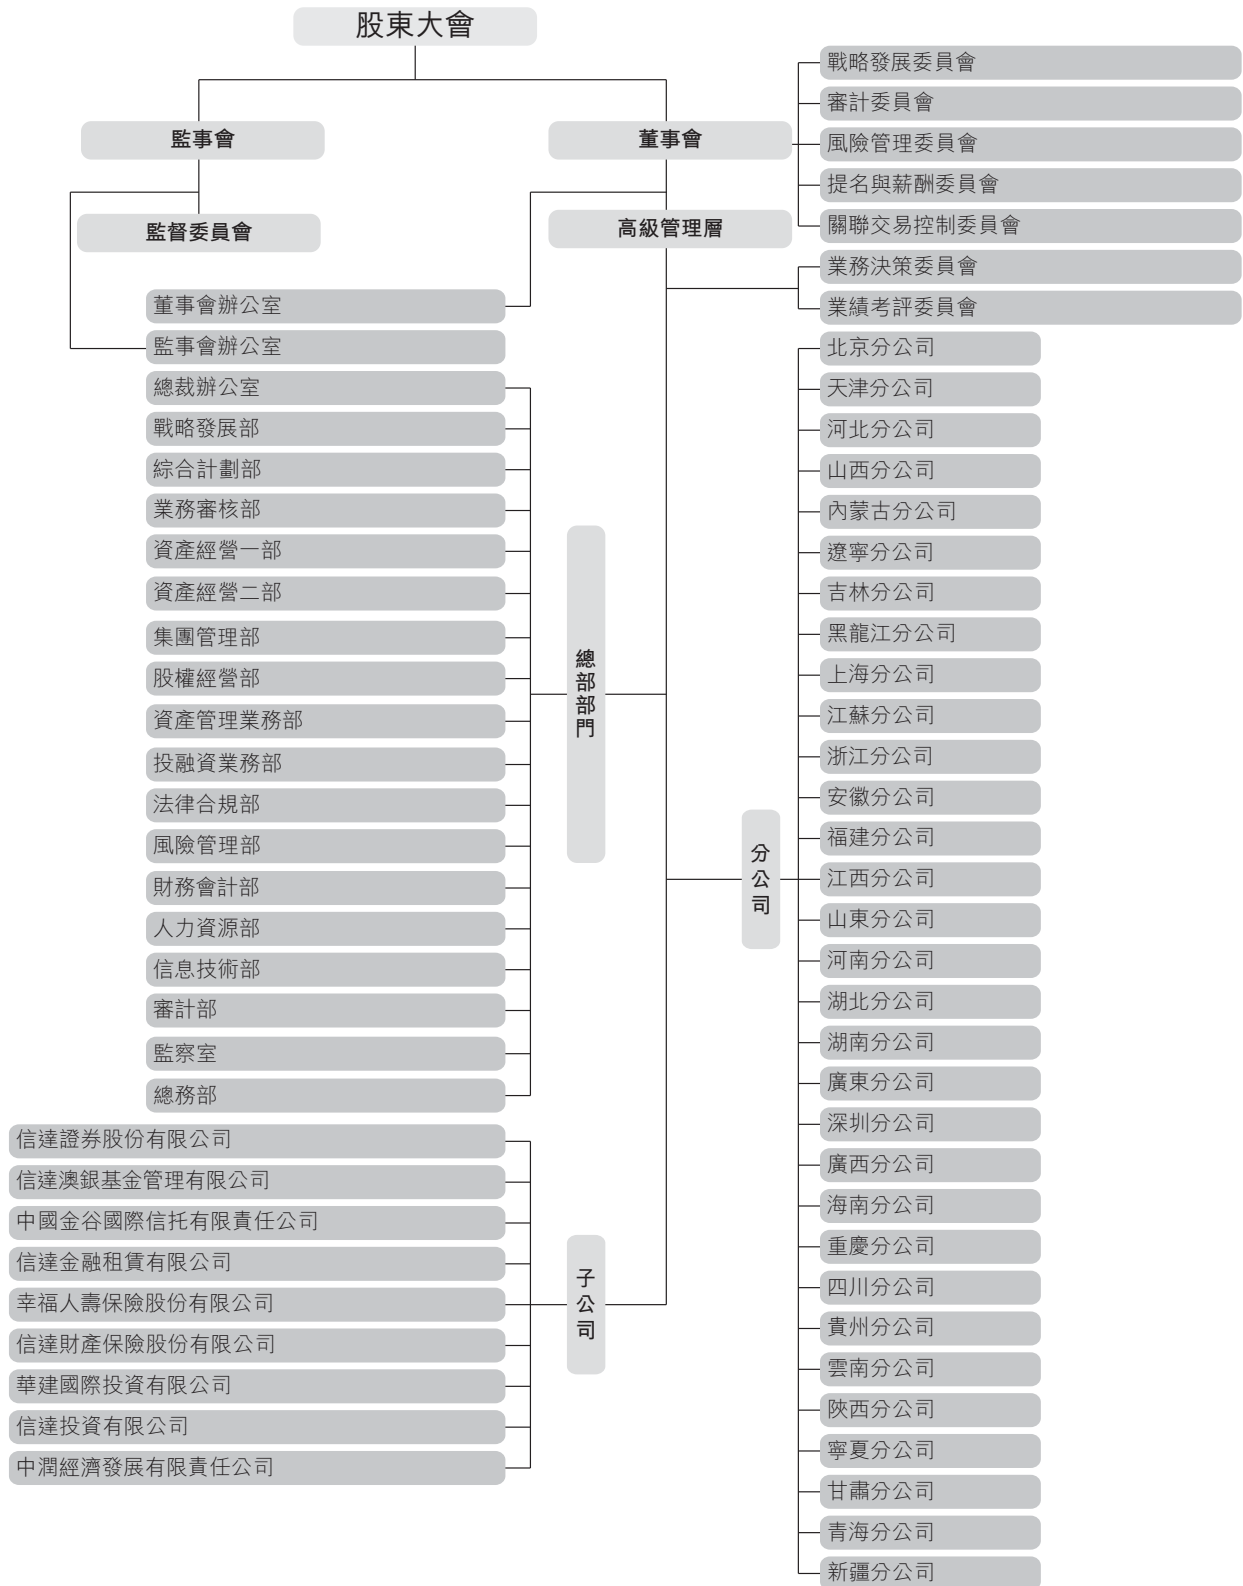 股東大會
監事會
董事會
監督委員會
高級管理層
戰略發展委員會
審計委員會
風險管理委員會
提名與薪酬委員會
關聯交易控制委員會
業務決策委員會
業績考評委員會
董事會辦公室
監事會辦公室
總裁辦公室
戰略發展部
綜合計劃部
業務審核部
資產經營一部
資產經營二部
集團管理部
股權經營部
資產管理業務部
投融資業務部
法律合規部
風險管理部
財務會計部
人力資源部
信息技術部
審計部
監察室
總務部
總部部門
信達證券股份有限公司
信達澳銀基金管理有限公司
中國金谷國際信托有限責任公司
信達金融租賃有限公司
幸福人壽保險股份有限公司
信達財產保險股份有限公司
華建國際投資有限公司
信達投資有限公司
中潤經濟發展有限責任公司
子公司
分公司
北京分公司
天津分公司
河北分公司
山西分公司
內蒙古分公司
遼寧分公司
吉林分公司
黑龍江分公司
上海分公司
江蘇分公司
浙江分公司
安徽分公司
福建分公司
江西分公司
山東分公司
河南分公司
湖北分公司
湖南分公司
廣東分公司
深圳分公司
廣西分公司
海南分公司
重慶分公司
四川分公司
貴州分公司
雲南分公司
陝西分公司
寧夏分公司
甘肅分公司
青海分公司
新疆分公司